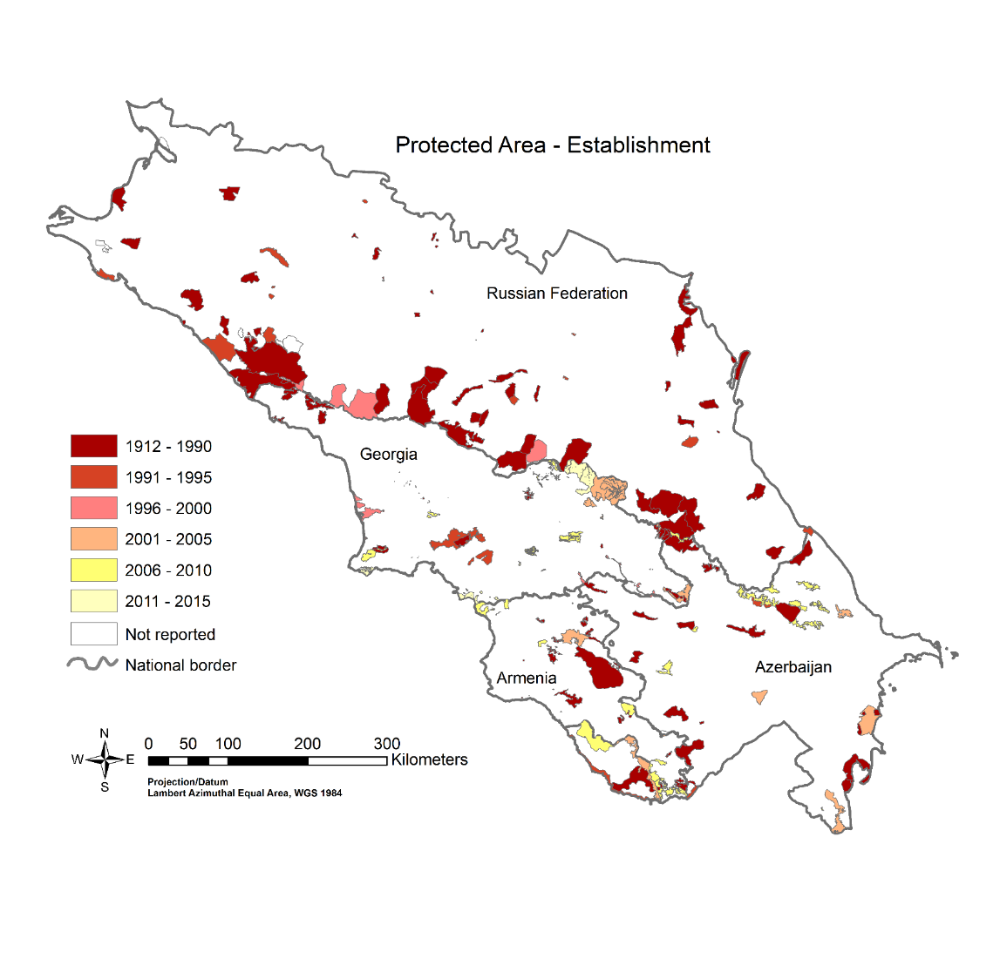 Protected Area - Establishment
Russian Federation
1912 - 1990
Georgia
1991 - 1995
1996 - 2000
2001 - 2005
2006 - 2010
2011 - 2015
Not reported
National border
Azerbaijan
Armenia
N
W E
S
0 50 100 200 300
Kilometers
Projection/Datum
Lambert Azimuthal Equal Area, WGS 1984